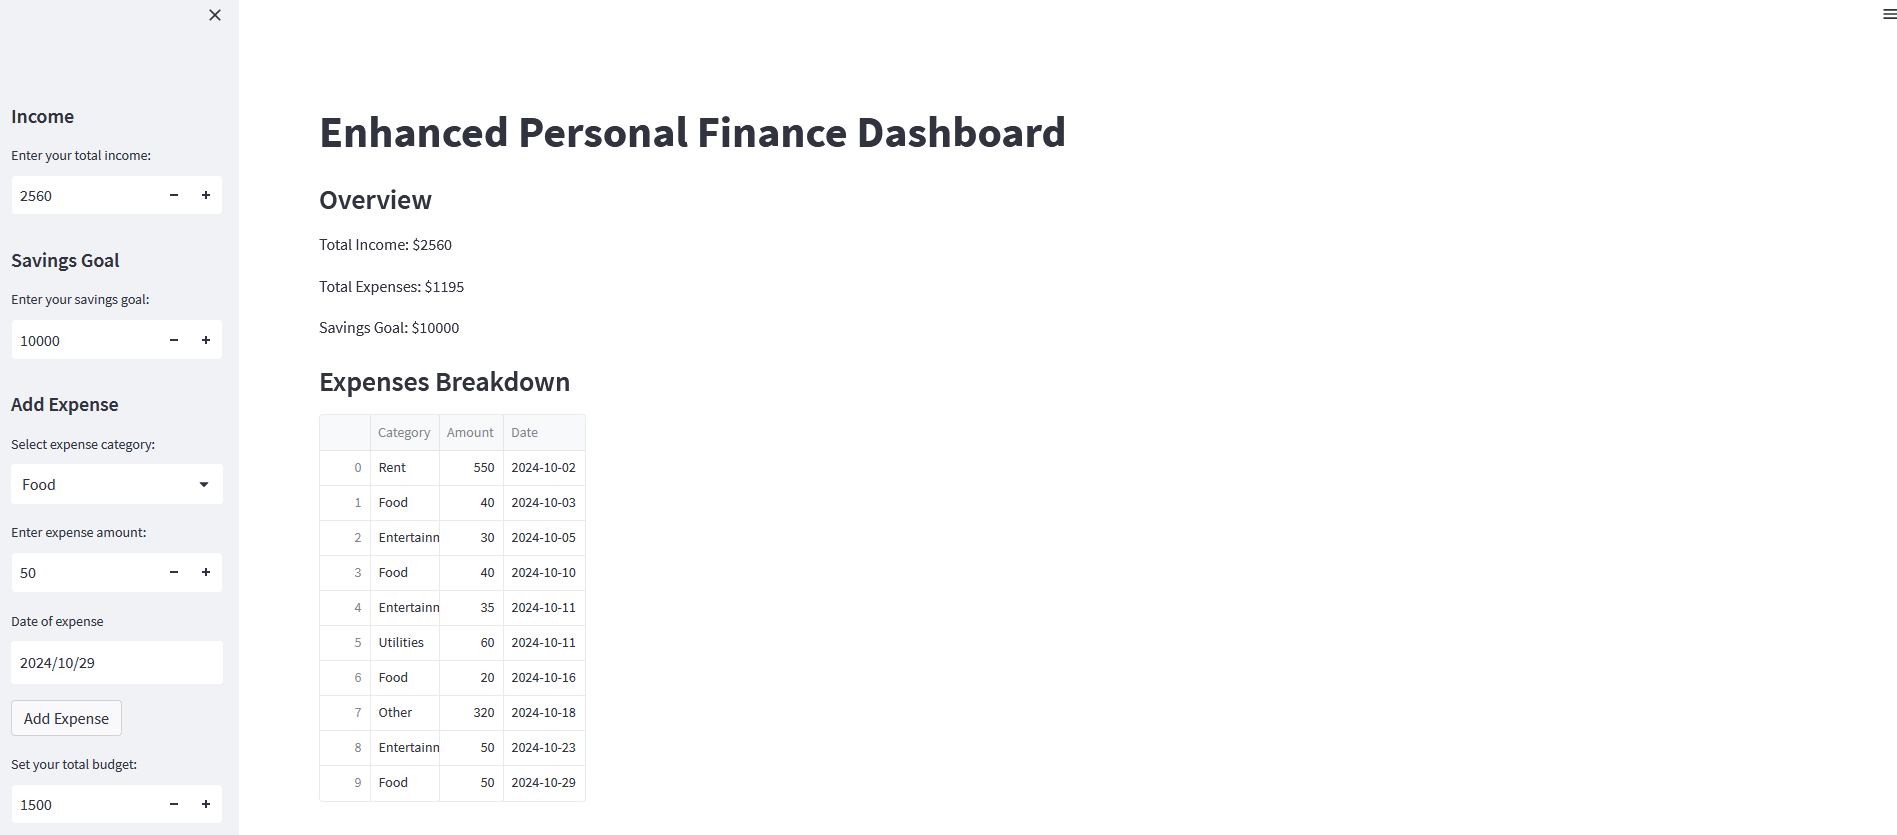 Income
Enter your total income:
2560
Savings Goal
Enter your savings goal:
10000
Add Expense
Select expense category:
Food
Enter expense amount:
50
Date of expense
2024/10/29
Add Expense
Set your total budget:
1500
Enhanced Personal Finance Dashboard
Overview
Total Income: $2560
Total Expenses: $1195
Savings Goal: $10000
Expenses Breakdown
Category Amount Date
0 Rent 550 2024-10-02
1 Food 40 2024-10-03
2 Entertainn 30 2024-10-05
3 Food 40 2024-10-10
4 Entertainn 35 2024-10-11
5 Utilities 60 2024-10-11
6 Food 20 2024-10-16
7 Other 320 2024-10-18
8 Entertainn 50 2024-10-23
9 Food 50 2024-10-29